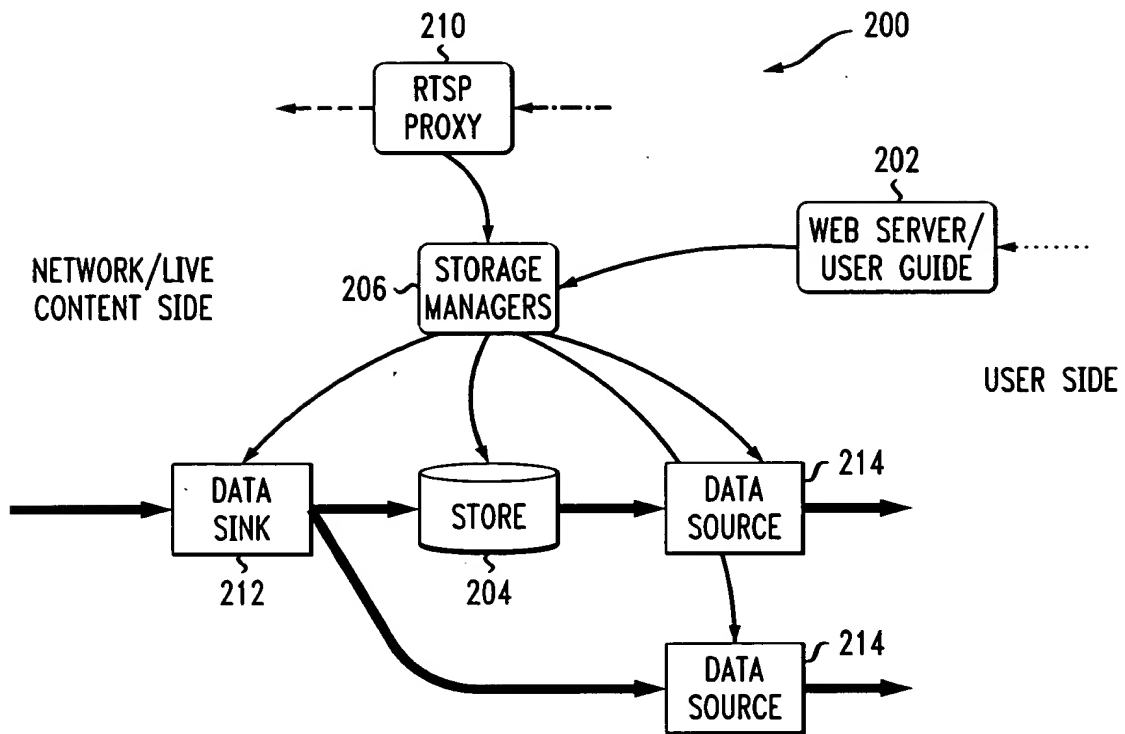 210
200
RTSP
PROXY
202
WEB SERVER/
USER GUIDE
NETWORK/LIVE
CONTENT SIDE
206
STORAGE
MANAGERS
USER SIDE
214
DATA
SINK
STORE
DATA
SOURCE
212
204
214
DATA
SOURCE